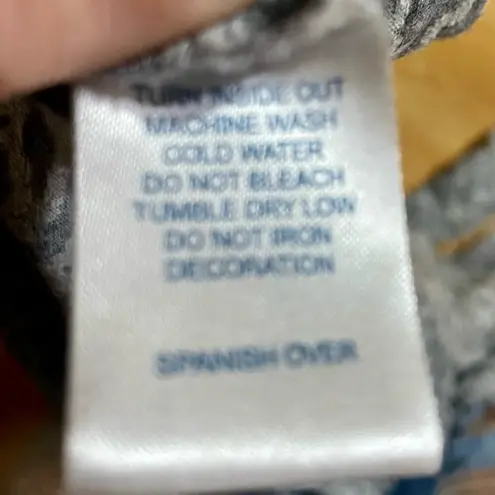 TURN INSIDE OUT
MACHINE WASH
COLD WATER
DO NOT BLEACH
TUMBLE DRY LOW
DO NOT IRON
DECORATION
SPANISH OVER